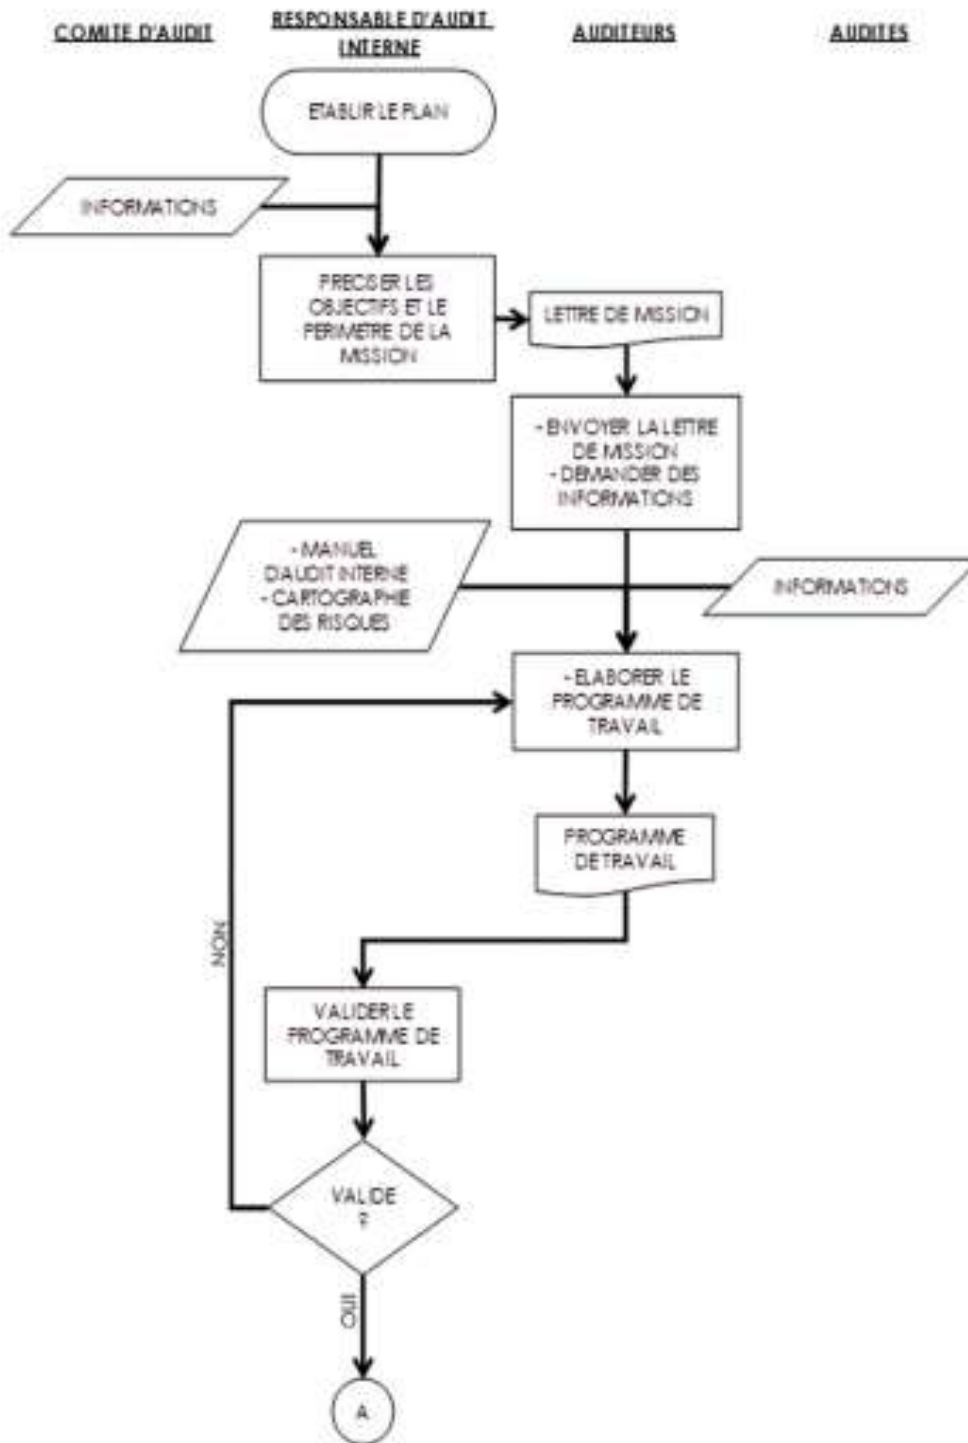 COMITE D'AUDIT
RESPONSABLE D'AUDIT
INTERNE
AUDITEURS
AUDITES
ETABLIR LE PLAN
INFORMATIONS
PRECISER LES
OBJECTIFS ET LE
PERIMETRE DE LA
MISSION
LETTRE DE MISSION
- ENVOYER LA LETTRE
DE MISSION
- DEMANDER DES
INFORMATIONS
- MANUEL
D'AUDIT INTERNE
- CARTOGRAPHIE
DES RISQUES
INFORMATIONS
- ELABORER LE
PROGRAMME DE
TRAVAIL
PROGRAMME
DE TRAVAIL
NON
VALIDER LE
PROGRAMME DE
TRAVAIL
VALIDE
?
OUI
A